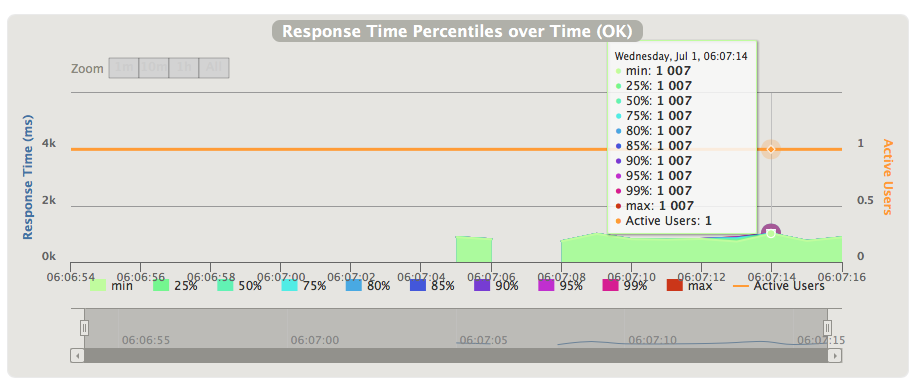 Response Time Percentiles over Time (OK)
Zoom 1m 10m 1h All
Wednesday, Jul 1, 06:07:14
min: 1 007
25%: 1 007
50%: 1 007
75%: 1 007
80%: 1 007
85%: 1 007
90%: 1 007
95%: 1 007
99%: 1 007
max: 1 007
Active Users: 1
Response Time (ms)
4k
2k
0k
1
0.5
0
Active Users
06:06:54 06:06:56 06:06:58 06:07:00 06:07:02 06:07:04 06:07:06 06:07:08 06:07:10 06:07:12 06:07:14 06:07:16
min 25% 50% 75% 80% 85% 90% 95% 99% max Active Users
06:06:55 06:07:00 06:07:05 06:07:10 06:07:15